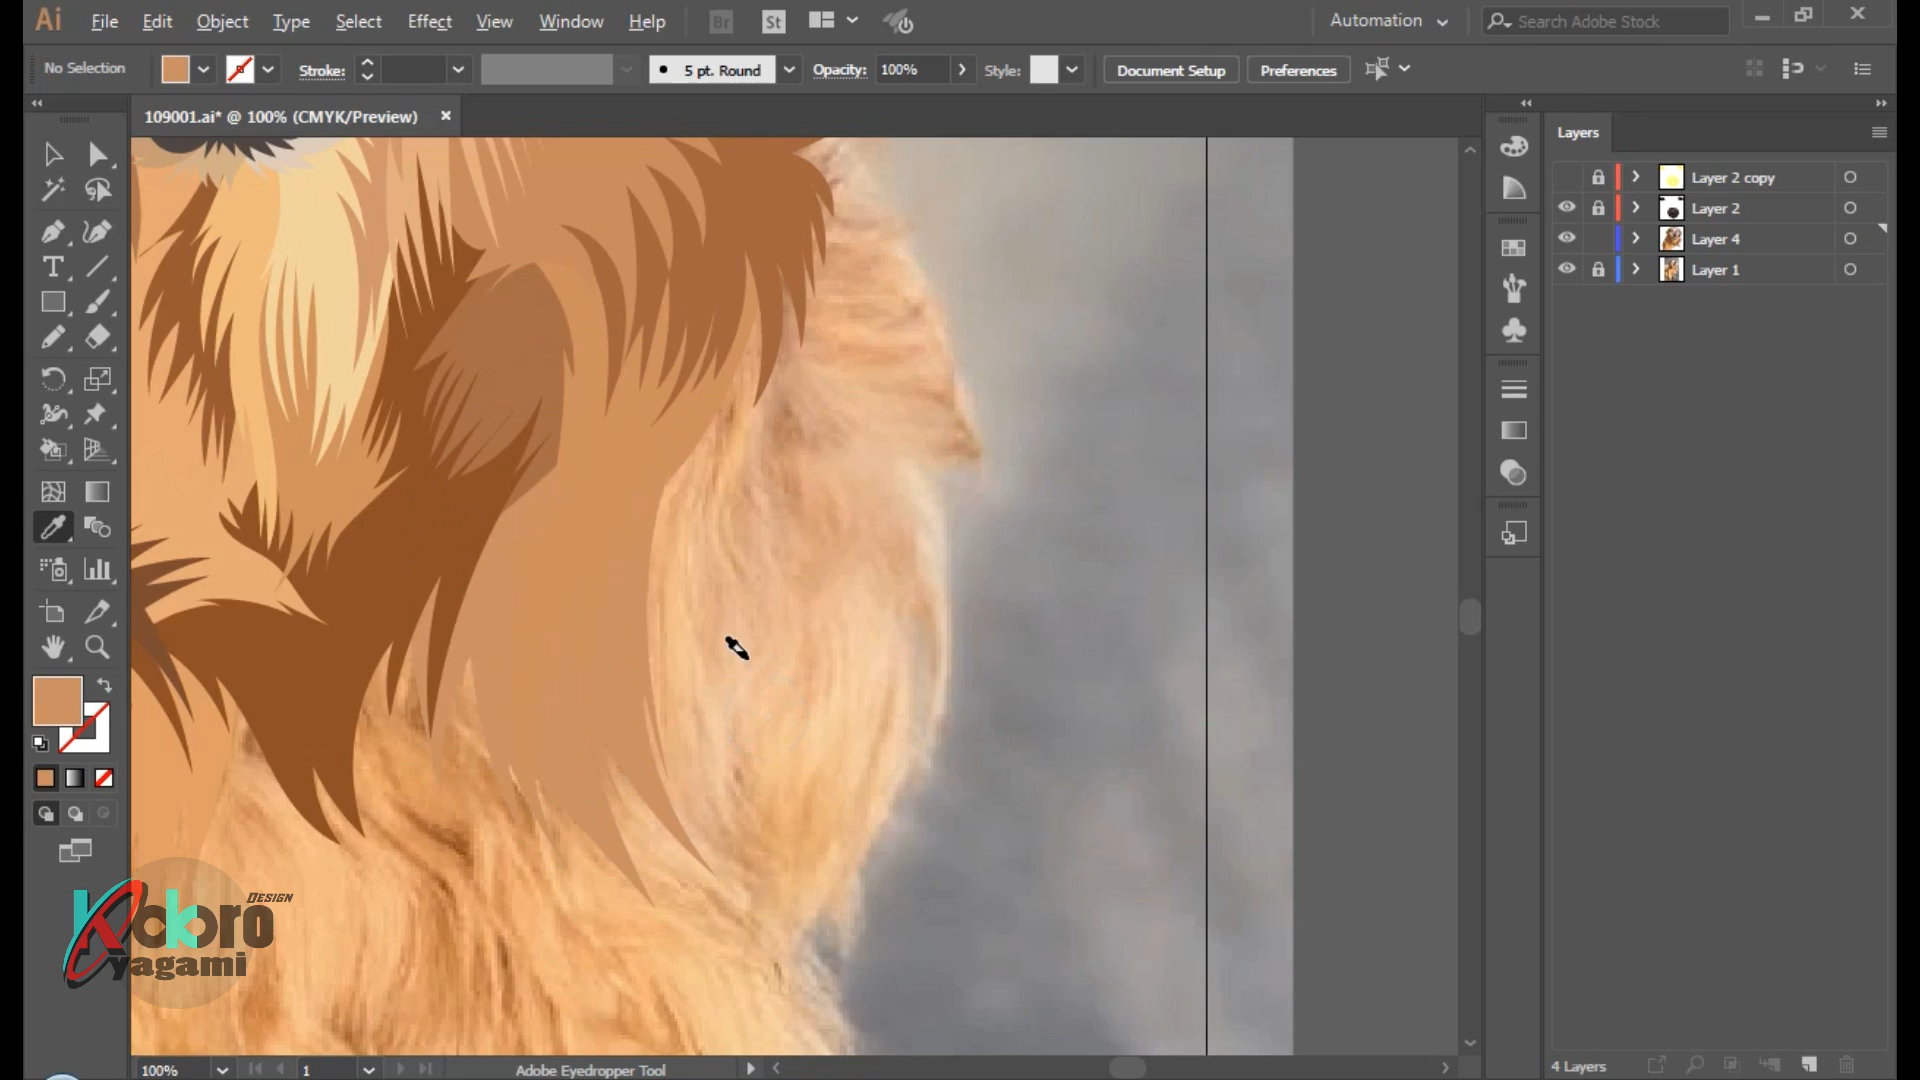 Ai File Edit Object Type Select Effect View Window Help Br St Automation Search Adobe Stock
No Selection Stroke: 5 pt. Round Opacity: 100% Style: Document Setup Preferences
109001.ai* @ 100% (CMYK/Preview)
Layers
Layer 2 copy
Layer 2
Layer 4
Layer 1
DESIGN
Kokoro
yagami
100% 1 Adobe Eyedropper Tool
4 Layers